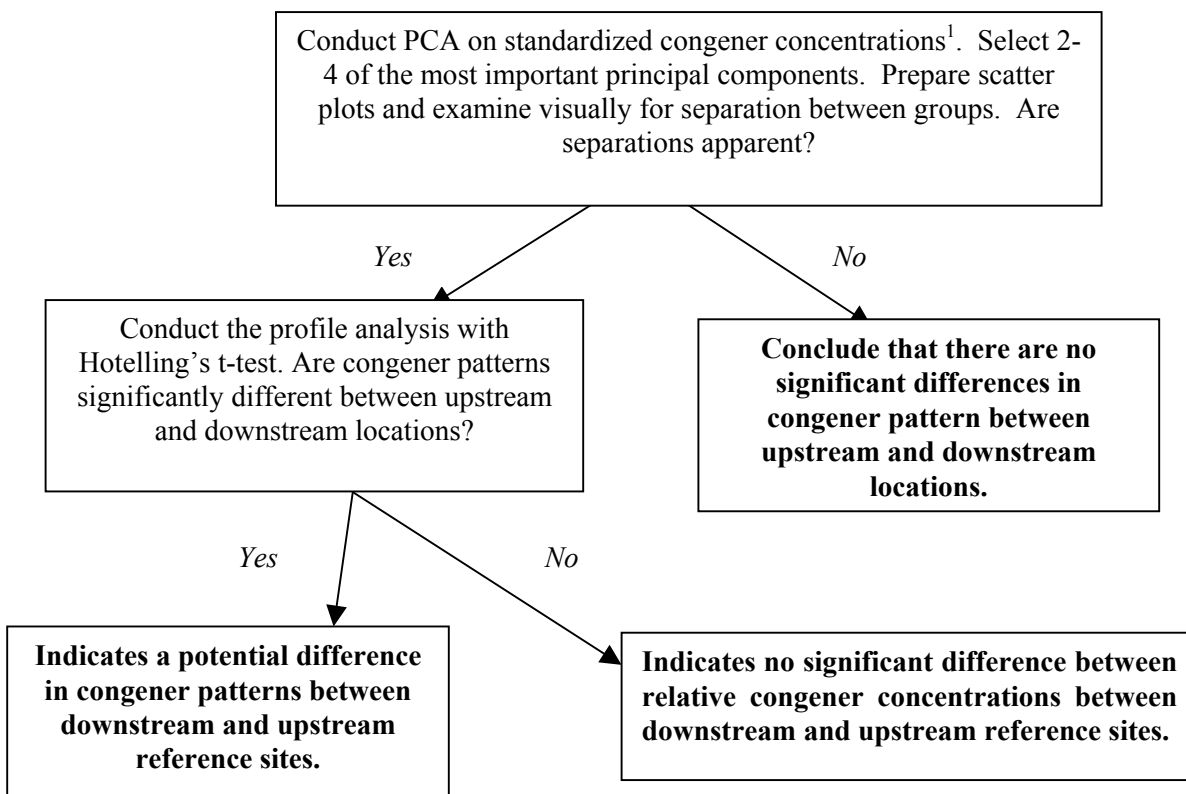 Conduct PCA on standardized congener concentrations1. Select 2-
4 of the most important principal components. Prepare scatter
plots and examine visually for separation between groups. Are
separations apparent?
Yes
No
Conduct the profile analysis with
Hotelling’s t-test. Are congener patterns
significantly different between upstream
and downstream locations?
Conclude that there are no
significant differences in
congener pattern between
upstream and downstream
locations.
Yes
No
Indicates a potential difference
in congener patterns between
downstream and upstream
reference sites.
Indicates no significant difference between
relative congener concentrations between
downstream and upstream reference sites.